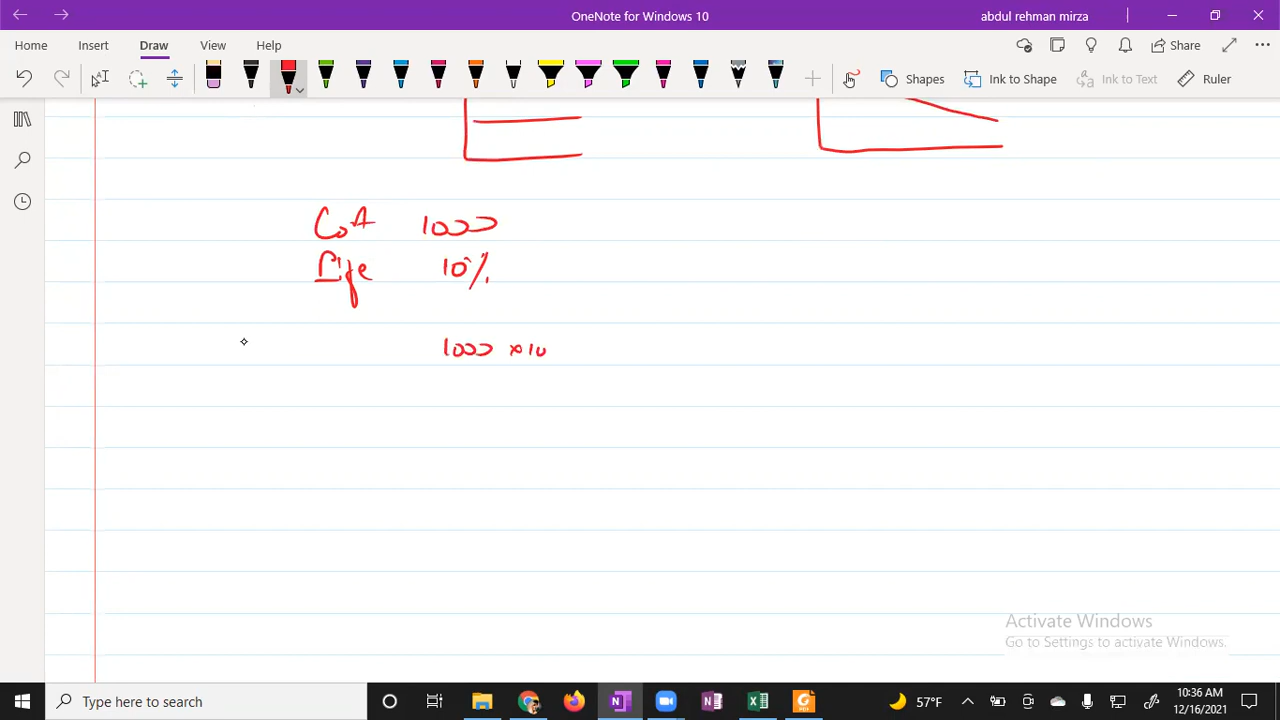 OneNote for Windows 10
abdul rehman mirza
Home Insert Draw View Help
Share
Shapes Ink to Shape Ink to Text Ruler
CoA 1000
Life 10%
1000 × 10
Activate Windows
Go to Settings to activate Windows.
Type here to search
57°F
10:36 AM
12/16/2021